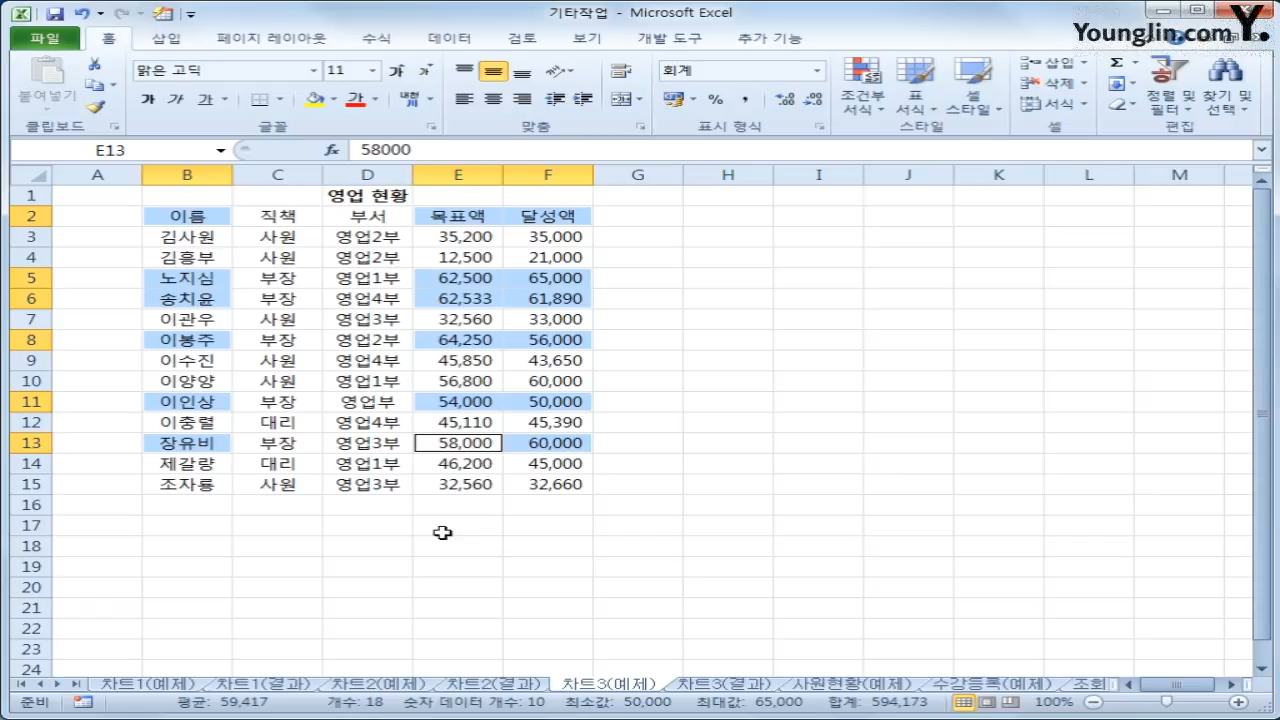 기타작업 - Microsoft Excel
YoungJin.com Y.
파일 홈 삽입 페이지 레이아웃 수식 데이터 검토 보기 개발 도구 추가 기능
맑은 고딕 11 가 가 회계 Σ 삽입
붙여넣기 가 가 가 가 내천 % 조건부 서식 표 서식 셀 스타일 삭제 정렬 및 필터 찾기 및 선택
서식
클립보드 글꼴 맞춤 표시 형식 스타일 셀 편집
E13 fx 58000
A B C D E F G H I J K L M
1 영업 현황
2 이름 직책 부서 목표액 달성액
3 김사원 사원 영업2부 35,200 35,000
4 김흥부 사원 영업2부 12,500 21,000
5 노지심 부장 영업1부 62,500 65,000
6 송치윤 부장 영업4부 62,533 61,890
7 이관우 사원 영업3부 32,560 33,000
8 이봉주 부장 영업2부 64,250 56,000
9 이수진 사원 영업4부 45,850 43,650
10 이양양 사원 영업1부 56,800 60,000
11 이인상 부장 영업부 54,000 50,000
12 이충렬 대리 영업4부 45,110 45,390
13 장유비 부장 영업3부 58,000 60,000
14 제갈량 대리 영업1부 46,200 45,000
15 조자룡 사원 영업3부 32,560 32,660
16
17
18
19
20
21
22
23
24
차트1(예제) 차트1(결과) 차트2(예제) 차트2(결과) 차트3(예제) 차트3(결과) 사원현황(예제) 수강등록(예제) 조회
준비 평균: 59,417 개수: 18 숫자 데이터 개수: 10 최소값: 50,000 최대값: 65,000 합계: 594,173 100%